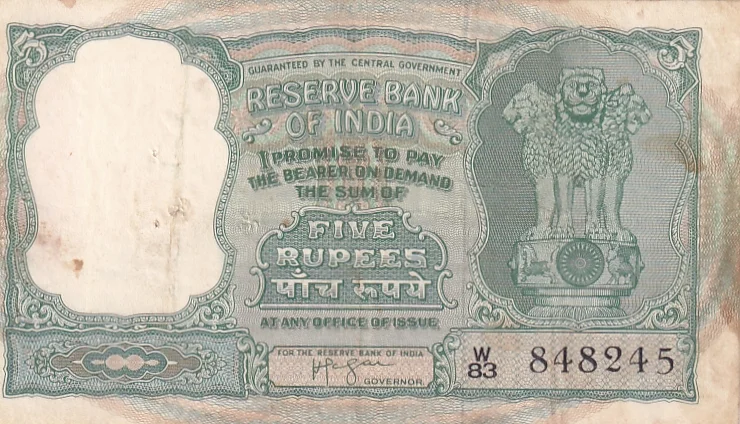 5
5
GUARANTEED BY THE CENTRAL GOVERNMENT
RESERVE BANK
OF INDIA
I PROMISE TO PAY
THE BEARER ON DEMAND
THE SUM OF
FIVE
RUPEES
पाँच रूपये
AT ANY OFFICE OF ISSUE.
FOR THE RESERVE BANK OF INDIA
GOVERNOR.
W
83
848245